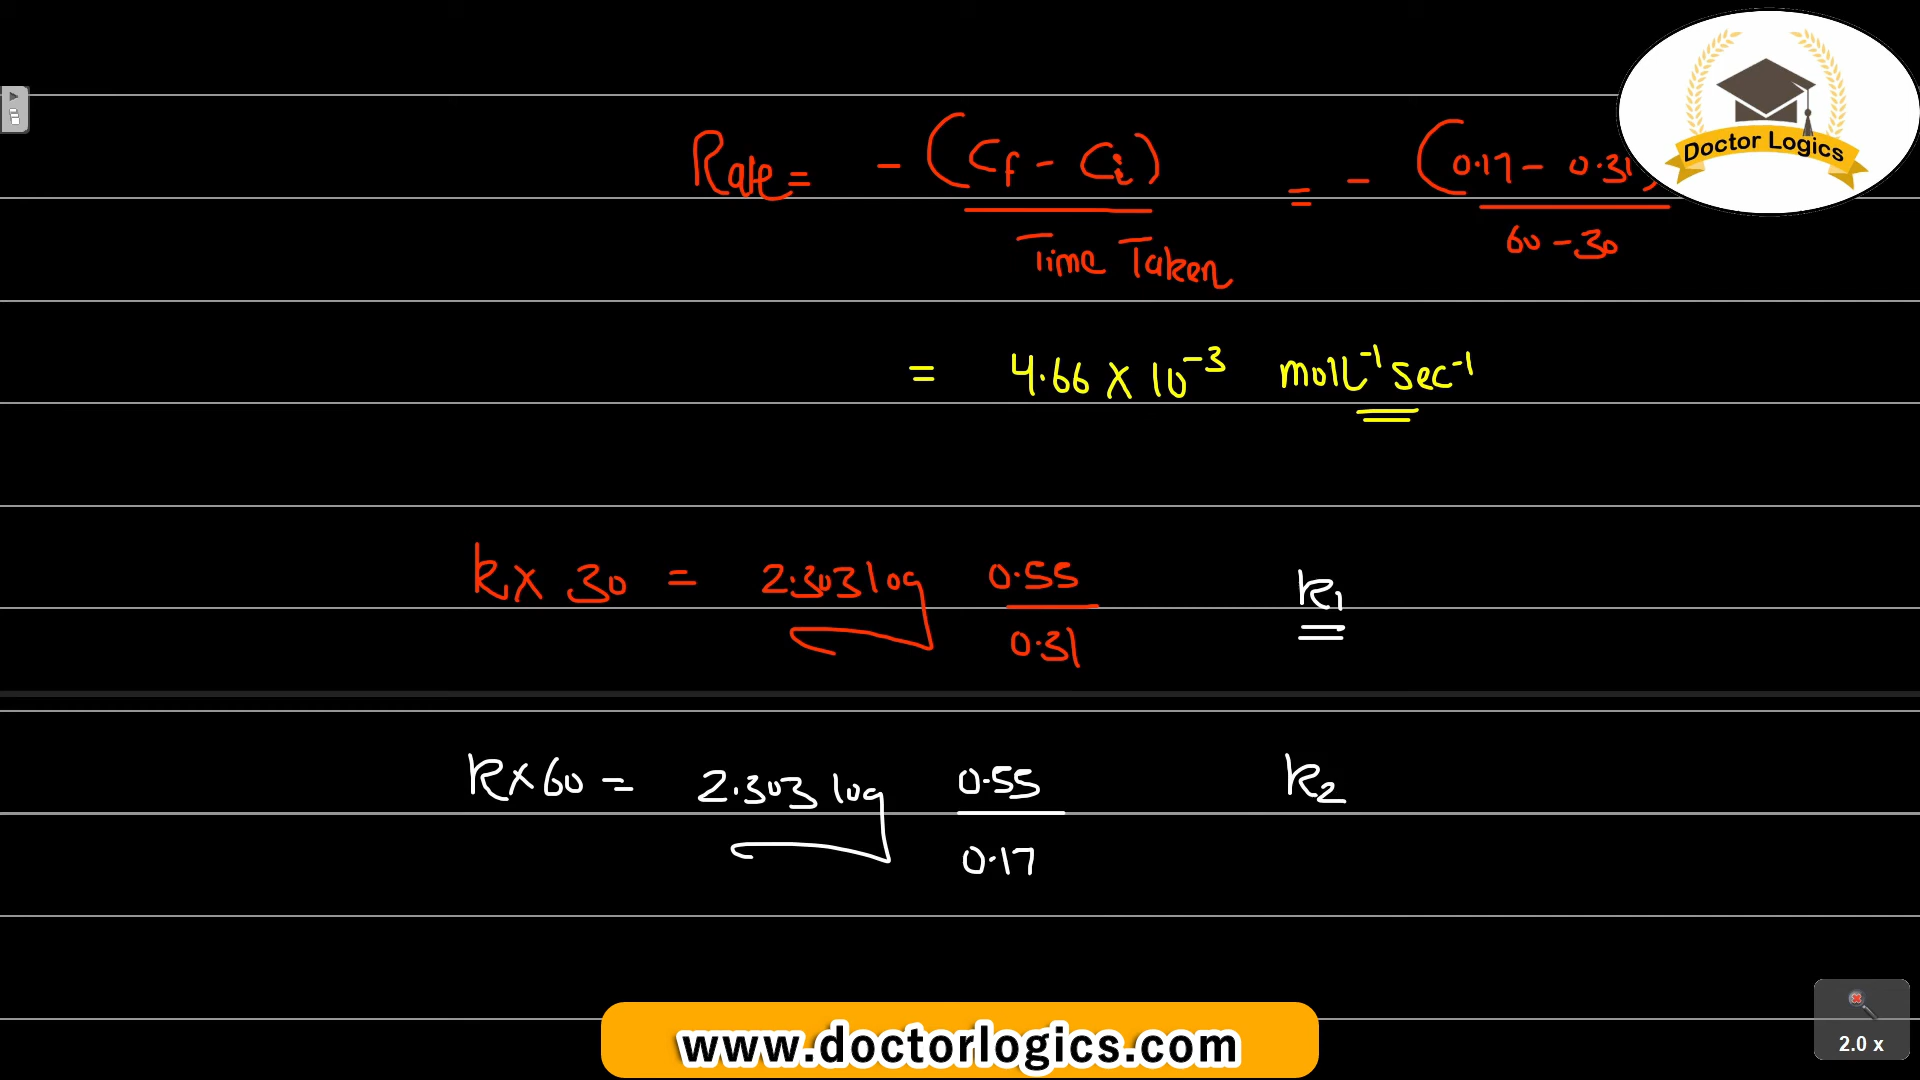 Doctor Logics
Rate = - (Cf - Ci) / Time Taken = - (0.17 - 0.31) / 60 - 30
= 4.66 × 10⁻³ mol L⁻¹ sec⁻¹
k × 30 = 2.303 log 0.55 / 0.31 k₁
k × 60 = 2.303 log 0.55 / 0.17 k₂
www.doctorlogics.com
2.0 x